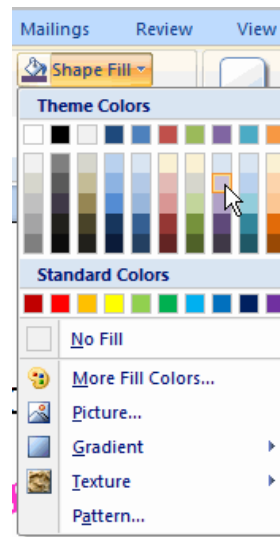 Mailings Review View
Shape Fill
Theme Colors
Standard Colors
No Fill
More Fill Colors...
Picture...
Gradient
Texture
Pattern...